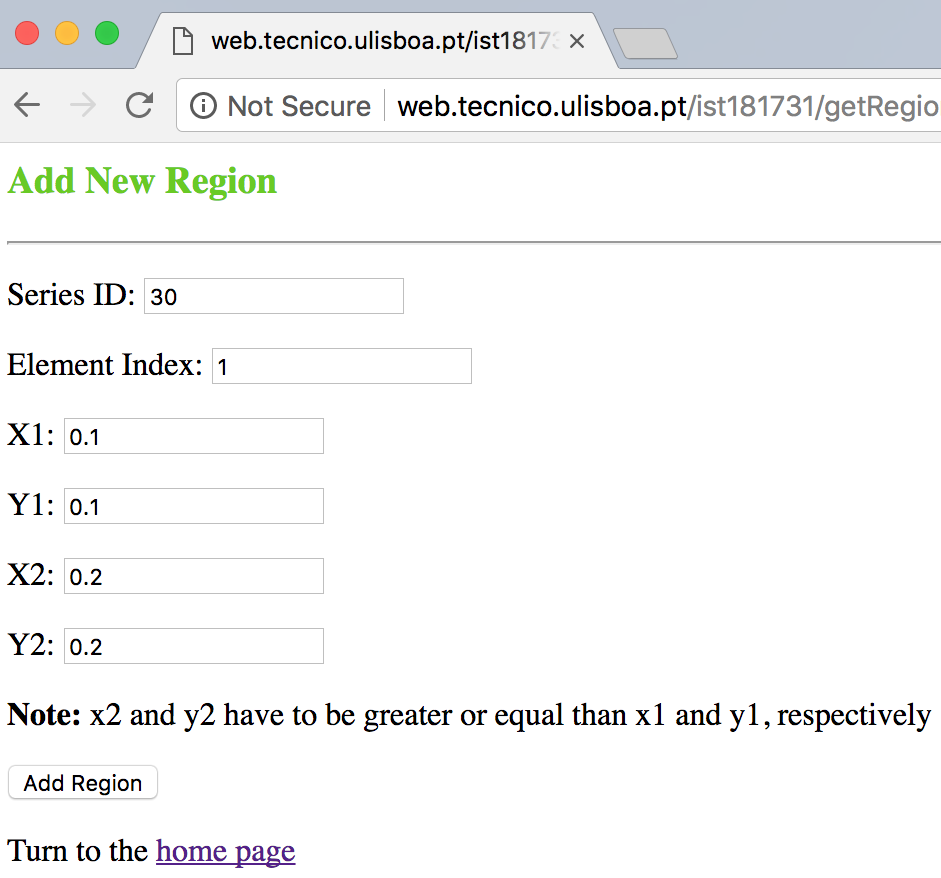 web.tecnico.ulisboa.pt/ist18173
Not Secure web.tecnico.ulisboa.pt/ist181731/getRegio
Add New Region
Series ID: 30
Element Index: 1
X1: 0.1
Y1: 0.1
X2: 0.2
Y2: 0.2
Note: x2 and y2 have to be greater or equal than x1 and y1, respectively
Add Region
Turn to the home page